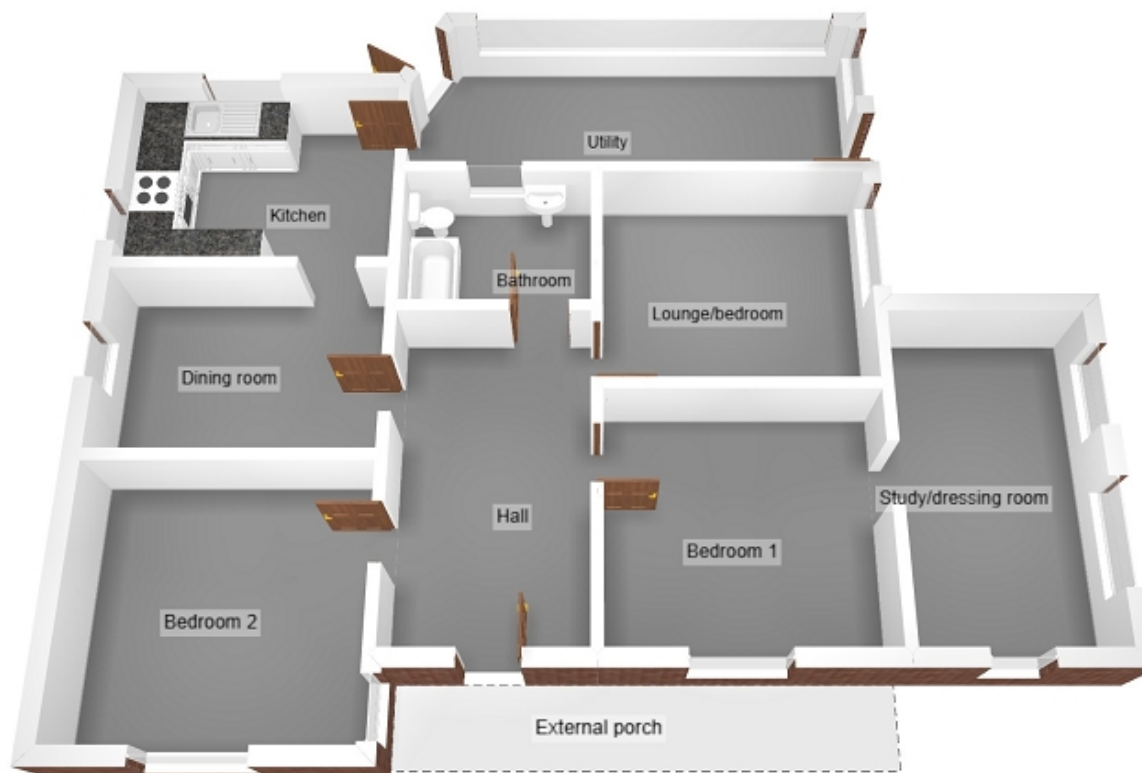 Utility
Kitchen
Bathroom
Lounge/bedroom
Dining room
Study/dressing room
Hall
Bedroom 1
Bedroom 2
External porch